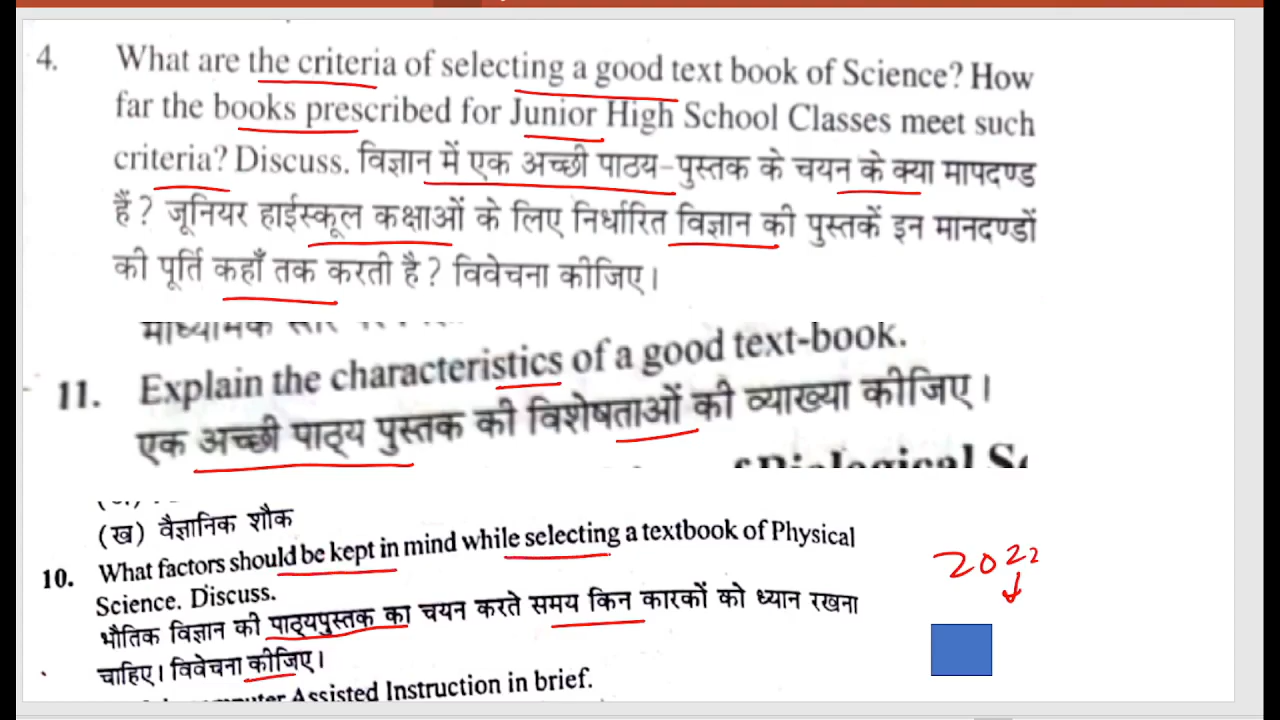 4. What are the criteria of selecting a good text book of Science? How
far the books prescribed for Junior High School Classes meet such
criteria? Discuss. विज्ञान में एक अच्छी पाठय-पुस्तक के चयन के क्या मापदण्ड
हैं? जूनियर हाईस्कूल कक्षाओं के लिए निर्धारित विज्ञान की पुस्तकें इन मानदण्डों
की पूर्ति कहाँ तक करती है? विवेचना कीजिए।
11. Explain the characteristics of a good text-book.
एक अच्छी पाठ्य पुस्तक की विशेषताओं की व्याख्या कीजिए।
(ख) वैज्ञानिक शौक
10. What factors should be kept in mind while selecting a textbook of Physical
Science. Discuss.
भौतिक विज्ञान की पाठ्यपुस्तक का चयन करते समय किन कारकों को ध्यान रखना
चाहिए। विवेचना कीजिए।
Assisted Instruction in brief.
2022